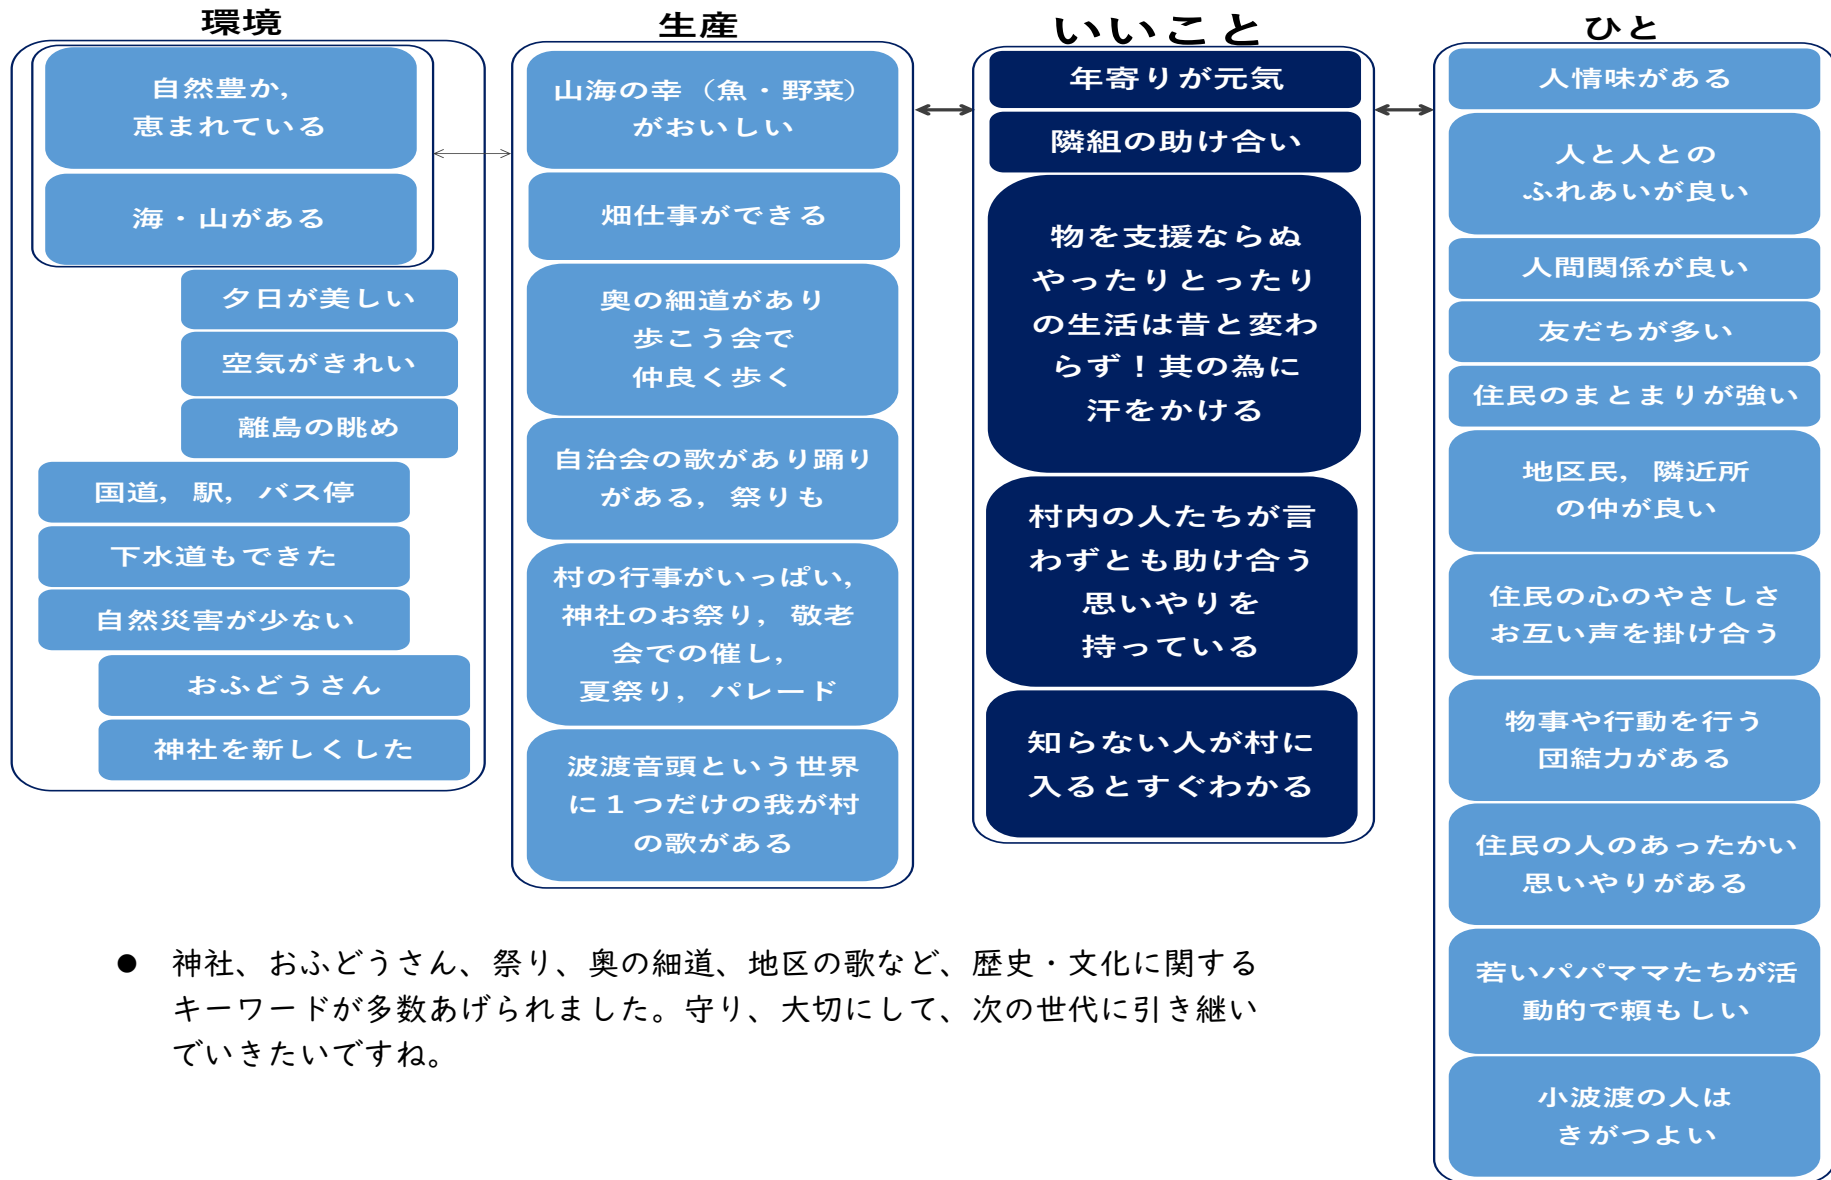 環境
自然豊か,
恵まれている
海・山がある
夕日が美しい
空気がきれい
離島の眺め
国道, 駅, バス停
下水道もできた
自然災害が少ない
おふどうさん
神社を新しくした
生産
山海の幸（魚・野菜）
がおいしい
畑仕事ができる
奥の細道があり
歩こう会で
仲良く歩く
自治会の歌があり踊り
がある, 祭りも
村の行事がいっぱい,
神社のお祭り, 敬老
会での催し,
夏祭り, パレード
波渡音頭という世界
に１つだけの我が村
の歌がある
いいこと
年寄りが元気
隣組の助け合い
物を支援ならぬ
やったりとったり
の生活は昔と変わ
らず！其の為に
汗をかける
村内の人たちが言
わずとも助け合う
思いやりを
持っている
知らない人が村に
入るとすぐわかる
ひと
人情味がある
人と人との
ふれあいが良い
人間関係が良い
友だちが多い
住民のまとまりが強い
地区民, 隣近所
の仲が良い
住民の心のやさしさ
お互い声を掛け合う
物事や行動を行う
団結力がある
住民の人のあったかい
思いやりがある
若いパパママたちが活
動的で頼もしい
小波渡の人は
きがつよい
● 神社、おふどうさん、祭り、奥の細道、地区の歌など、歴史・文化に関する
キーワードが多数あげられました。守り、大切にして、次の世代に引き継い
でいきたいですね。